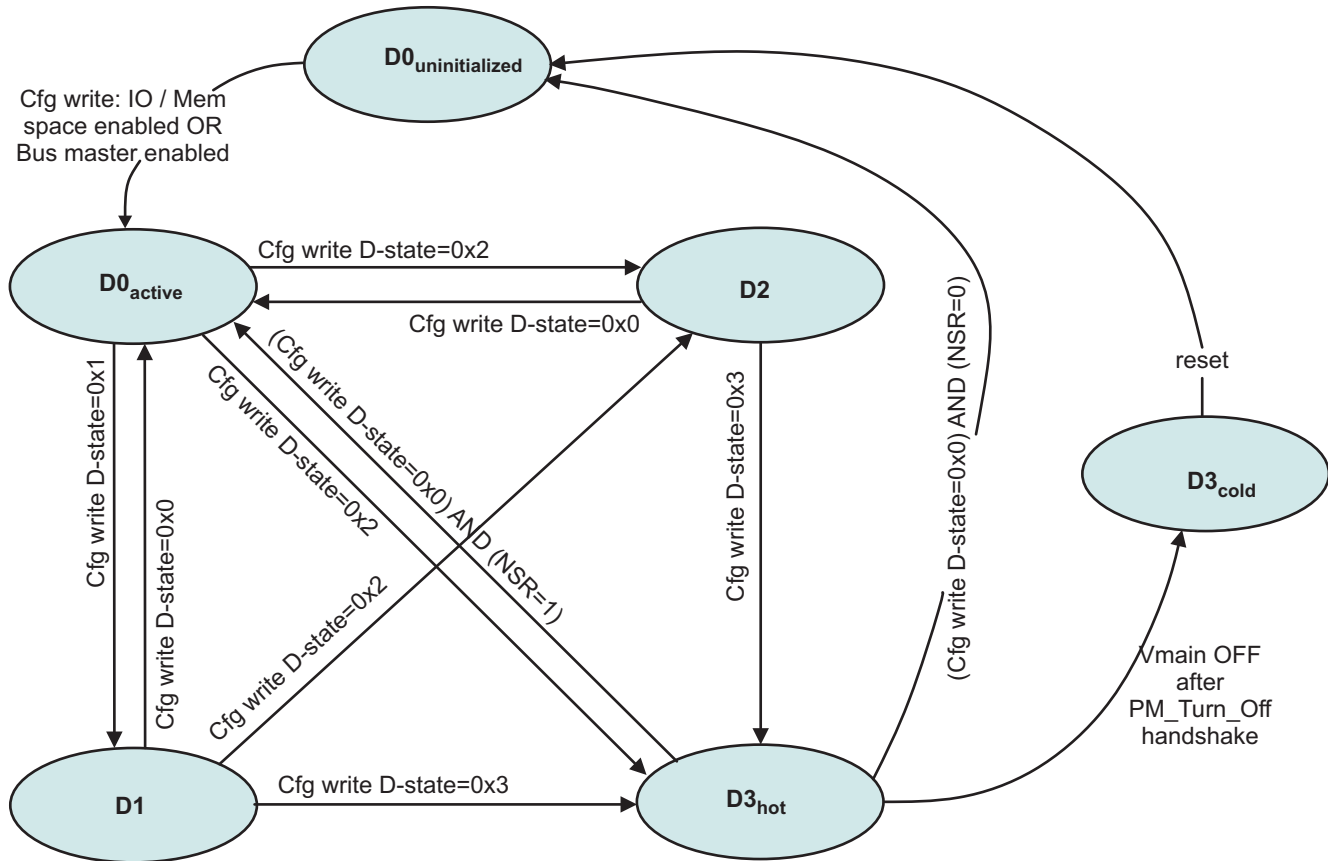 D0uninitialized
Cfg write: IO / Mem
space enabled OR
Bus master enabled
Cfg write D-state=0x2
D0active
D2
Cfg write D-state=0x0
(Cfg write D-state=0x0) AND (NSR=1)
Cfg write D-state=0x2
Cfg write D-state=0x1
Cfg write D-state=0x0
Cfg write D-state=0x2
Cfg write D-state=0x3
(Cfg write D-state=0x0) AND (NSR=0)
reset
D3cold
Vmain OFF
after
PM_Turn_Off
handshake
Cfg write D-state=0x3
D1
D3hot